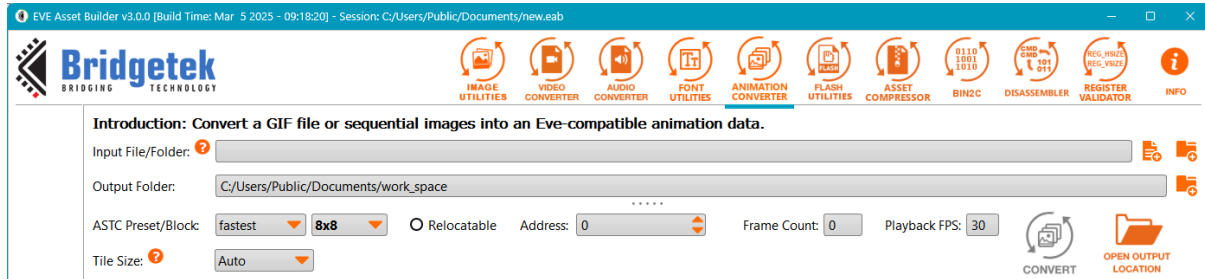 EVE Asset Builder v3.0.0 [Build Time: Mar 5 2025 - 09:18:20] - Session: C:/Users/Public/Documents/new.eab
Bridgetek
BRIDGING TECHNOLOGY
IMAGE UTILITIES
VIDEO CONVERTER
AUDIO CONVERTER
FONT UTILITIES
ANIMATION CONVERTER
FLASH
FLASH UTILITIES
ASSET COMPRESSOR
0110
1001
1010
BIN2C
CMD
CMD
101
011
DISASSEMBLER
REG_HSIZE
REG_VSIZE
REGISTER VALIDATOR
INFO
Introduction: Convert a GIF file or sequential images into an Eve-compatible animation data.
Input File/Folder: ?
Output Folder: C:/Users/Public/Documents/work_space
ASTC Preset/Block: fastest 8x8 Relocatable Address: 0 Frame Count: 0 Playback FPS: 30
Tile Size: ? Auto
CONVERT
OPEN OUTPUT LOCATION